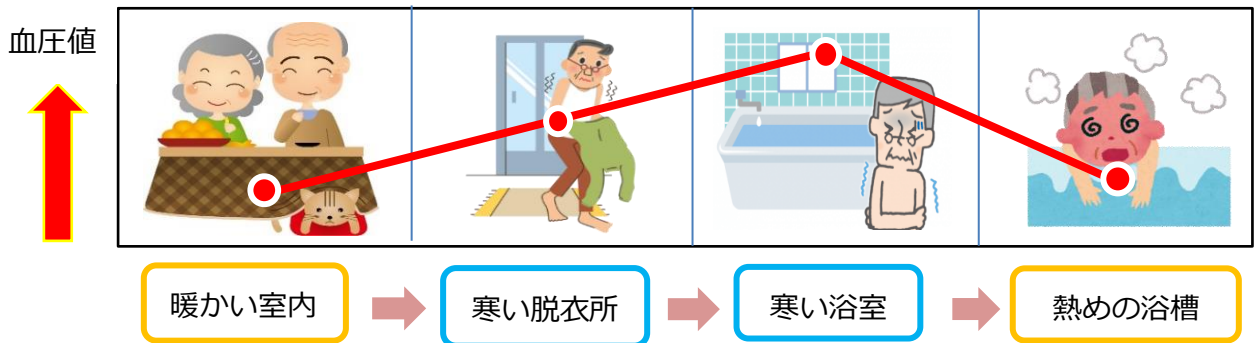 血圧値
暖かい室内
寒い脱衣所
寒い浴室
熱めの浴槽